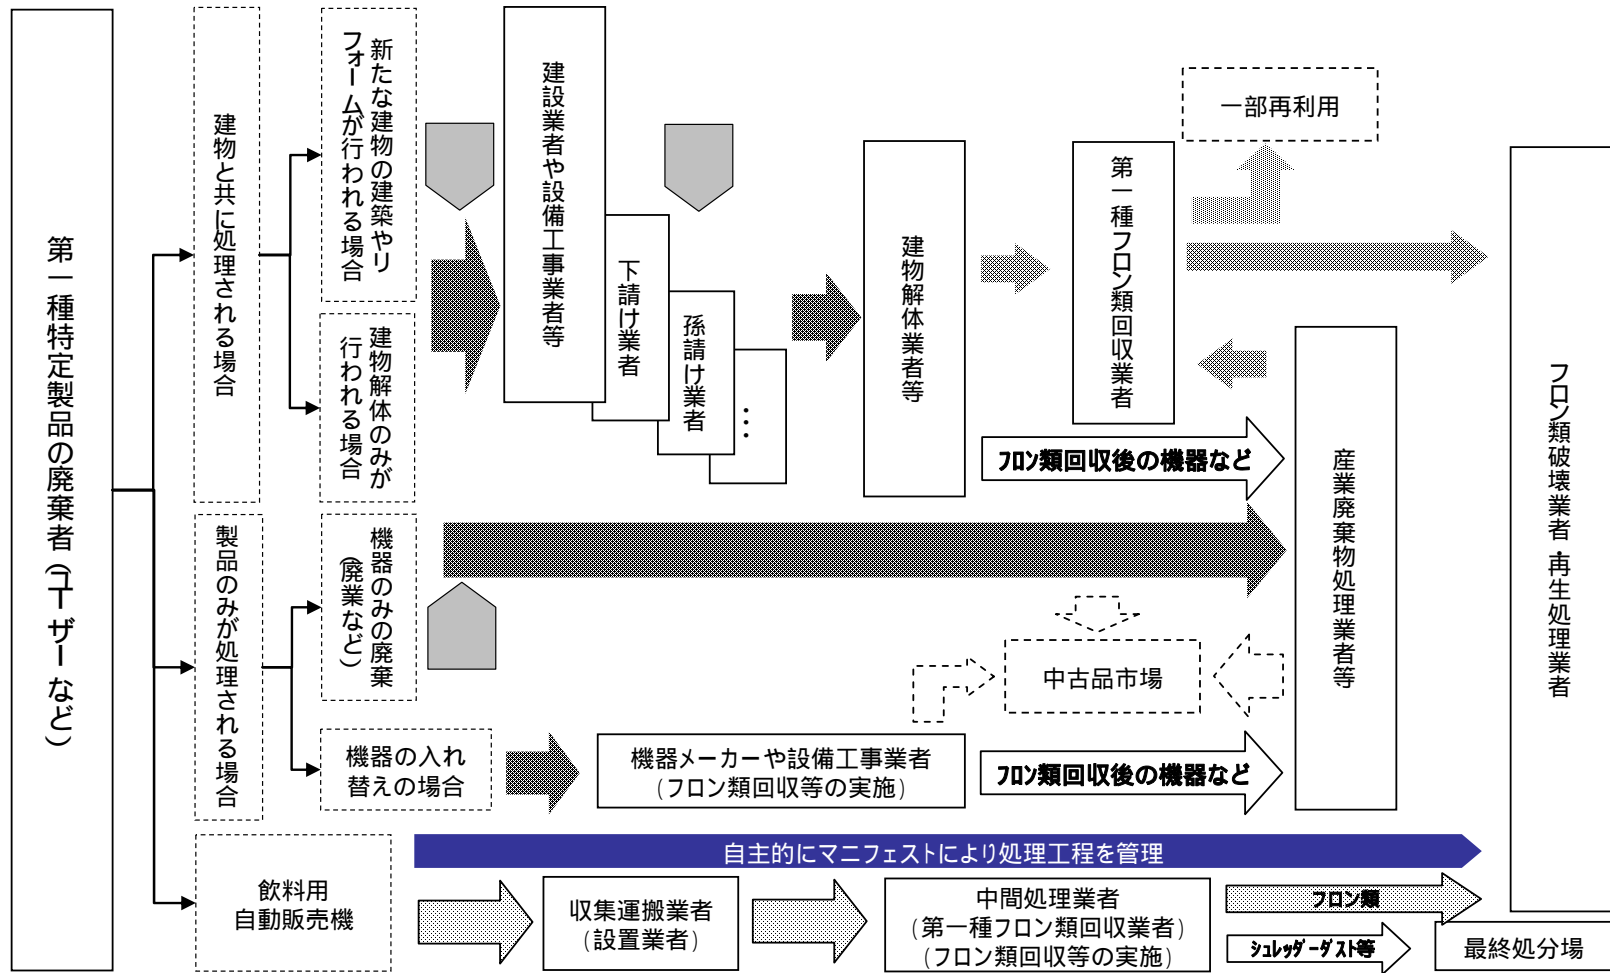 第一種特定製品の廃棄者(ユーザーなど)
建物と共に処理される場合
新たな建物の建築やリ
フォームが行われる場合
建物解体のみが
行われる場合
製品のみが処理される場合
機器のみの廃棄
(廃業など)
機器の入れ
替えの場合
飲料用
自動販売機
建設業者や設備工事業者等
下請け業者
孫請け業者
…
建物解体業者等
第一種フロン類回収業者
一部再利用
フロン類回収後の機器など
産業廃棄物処理業者等
中古品市場
機器メーカーや設備工事業者
(フロン類回収等の実施)
フロン類回収後の機器など
フロン類破壊業者・再生処理業者
自主的にマニフェストにより処理工程を管理
収集運搬業者
(設置業者)
中間処理業者
(第一種フロン類回収業者)
(フロン類回収等の実施)
フロン類
シュレッダーダスト等
最終処分場